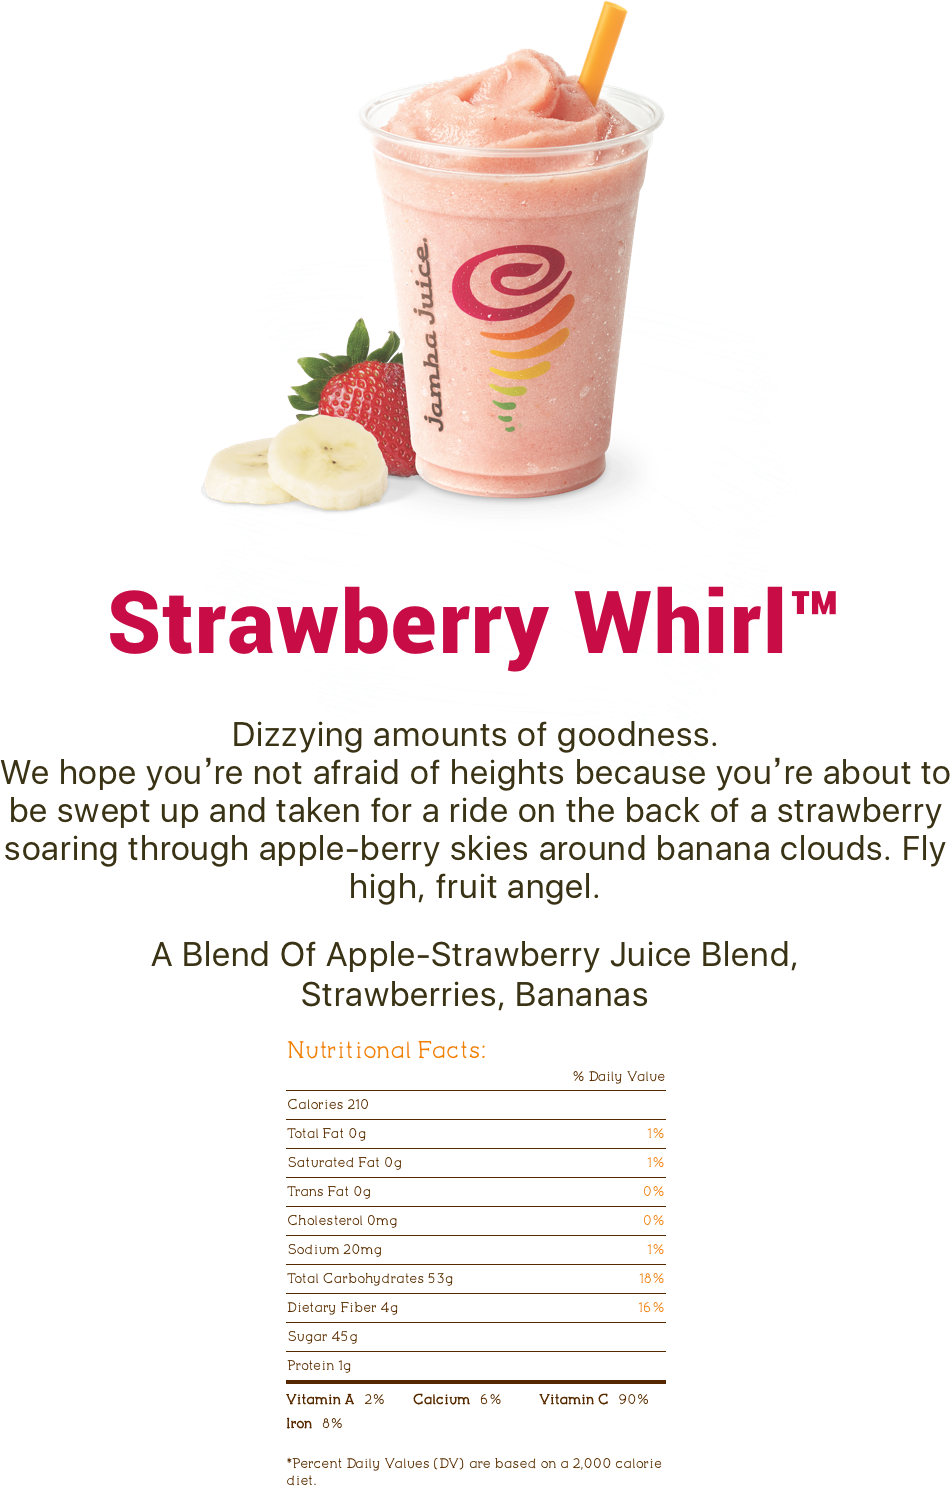 jamba juice.
Strawberry Whirl™
Dizzying amounts of goodness.
We hope you’re not afraid of heights because you’re about to
be swept up and taken for a ride on the back of a strawberry
soaring through apple-berry skies around banana clouds. Fly
high, fruit angel.
A Blend Of Apple-Strawberry Juice Blend,
Strawberries, Bananas
Nutritional Facts:
% Daily Value
Calories 210
Total Fat 0g 1%
Saturated Fat 0g 1%
Trans Fat 0g 0%
Cholesterol 0mg 0%
Sodium 20mg 1%
Total Carbohydrates 53g 18%
Dietary Fiber 4g 16%
Sugar 45g
Protein 1g
Vitamin A 2% Calcium 6% Vitamin C 90%
Iron 8%
*Percent Daily Values (DV) are based on a 2,000 calorie
diet.